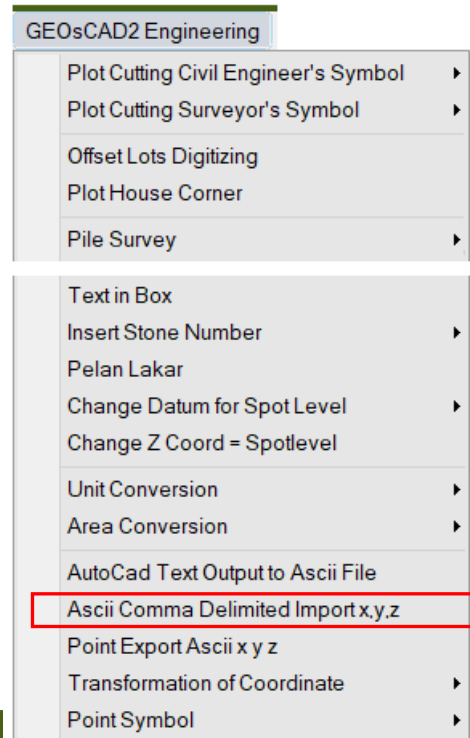 GEOsCAD2 Engineering
Plot Cutting Civil Engineer's Symbol
Plot Cutting Surveyor's Symbol
Offset Lots Digitizing
Plot House Corner
Pile Survey
Text in Box
Insert Stone Number
Pelan Lakar
Change Datum for Spot Level
Change Z Coord = Spotlevel
Unit Conversion
Area Conversion
AutoCad Text Output to Ascii File
Ascii Comma Delimited Import x,y,z
Point Export Ascii x y z
Transformation of Coordinate
Point Symbol